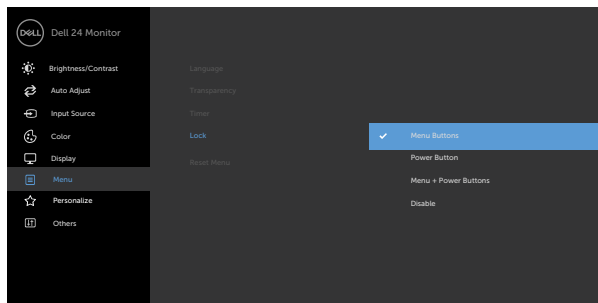 DELL Dell 24 Monitor
Brightness/Contrast
Auto Adjust
Input Source
Color
Display
Menu
Personalize
Others
Language
Transparency
Timer
Lock
Reset Menu
Menu Buttons
Power Button
Menu + Power Buttons
Disable